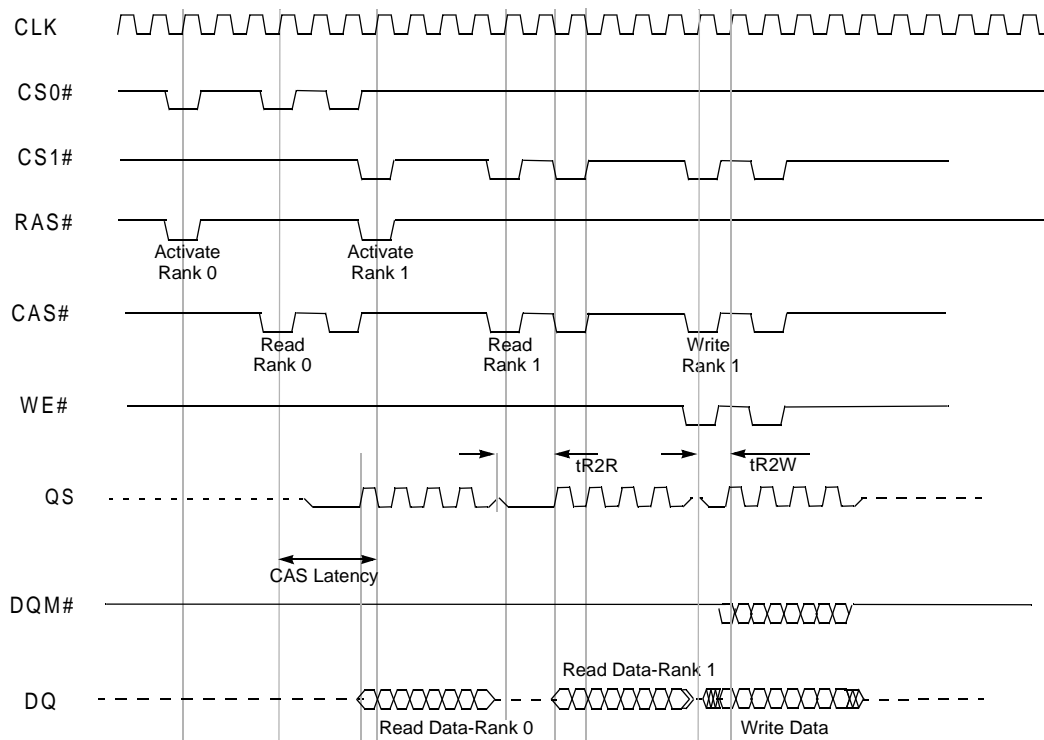 CLK
CS0#
CS1#
RAS#
Activate Activate
Rank 0 Rank 1
CAS#
Read Read Write
Rank 0 Rank 1 Rank 1
WE#
tR2R tR2W
QS
CAS Latency
DQM#
Read Data-Rank 1
DQ
Read Data-Rank 0 Write Data